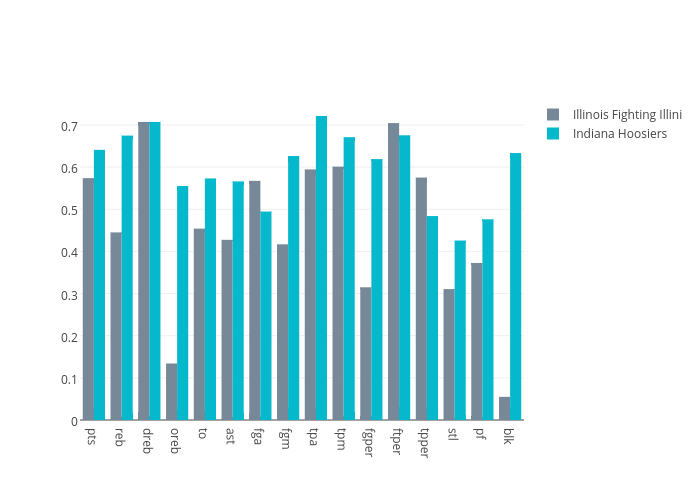 Illinois Fighting Illini
Indiana Hoosiers
0.7
0.6
0.5
0.4
0.3
0.2
0.1
0
pts
reb
dreb
oreb
to
ast
fga
fgm
tpa
tpm
fgper
ftper
tpper
stl
pf
blk